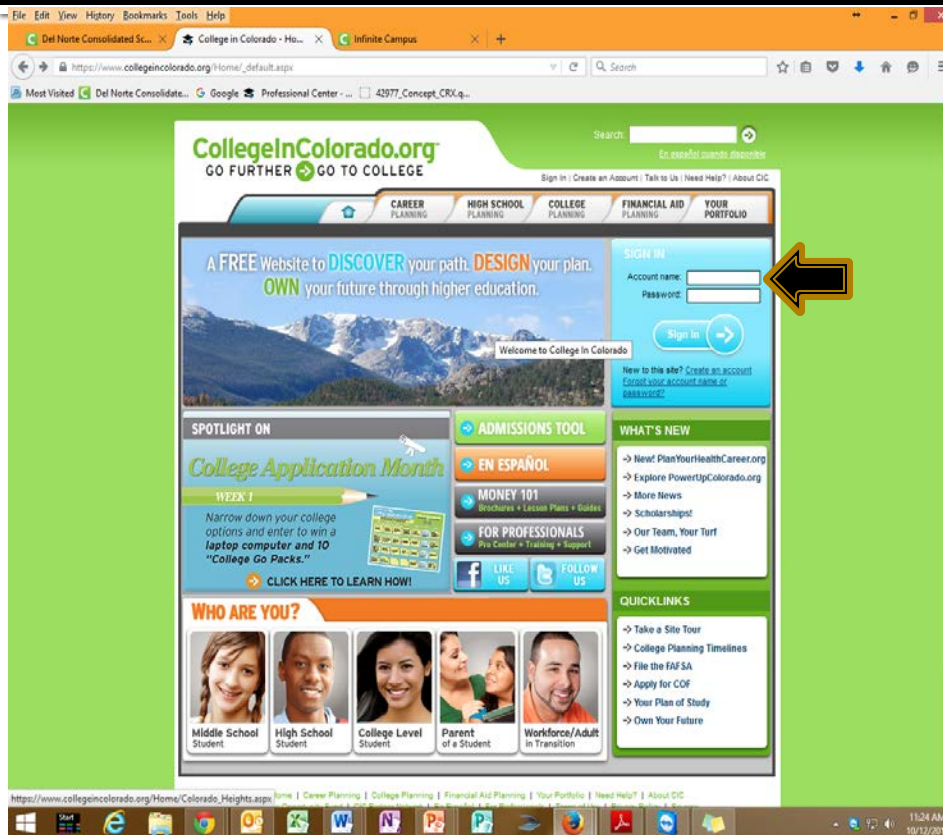 File Edit View History Bookmarks Tools Help
Del Norte Consolidated Sc... College in Colorado - Ho... Infinite Campus
https://www.collegeincolorado.org/Home/_default.aspx Search
Most Visited Del Norte Consolidate... Google Professional Center - ... 42977_Concept_CRX.q...
Search:
En español cuando disponible
CollegeInColorado.org
GO FURTHER GO TO COLLEGE
Sign In | Create an Account | Talk to Us | Need Help? | About CIC
CAREER PLANNING HIGH SCHOOL PLANNING COLLEGE PLANNING FINANCIAL AID PLANNING YOUR PORTFOLIO
A FREE Website to DISCOVER your path. DESIGN your plan.
OWN your future through higher education.
Welcome to College In Colorado
SIGN IN
Account name:
Password:
Sign In
New to this site? Create an account
Forgot your account name or
password?
SPOTLIGHT ON
College Application Month
WEEK 1
Narrow down your college
options and enter to win a
laptop computer and 10
"College Go Packs."
CLICK HERE TO LEARN HOW!
ADMISSIONS TOOL
EN ESPAÑOL
MONEY 101
Brochures + Lesson Plans + Guides
FOR PROFESSIONALS
Pro Center + Training + Support
LIKE US
FOLLOW US
WHAT'S NEW
New! PlanYourHealthCareer.org
Explore PowerUpColorado.org
More News
Scholarships!
Our Team, Your Turf
Get Motivated
QUICKLINKS
Take a Site Tour
College Planning Timelines
File the FAFSA
Apply for COF
Your Plan of Study
Own Your Future
WHO ARE YOU?
Middle School Student
High School Student
College Level Student
Parent of a Student
Workforce/Adult in Transition
https://www.collegeincolorado.org/Home/Colorado_Heights.aspx
Home | Career Planning | College Planning | Financial Aid Planning | Your Portfolio | Need Help? | About CIC
Start
11:24 AM
10/12/20